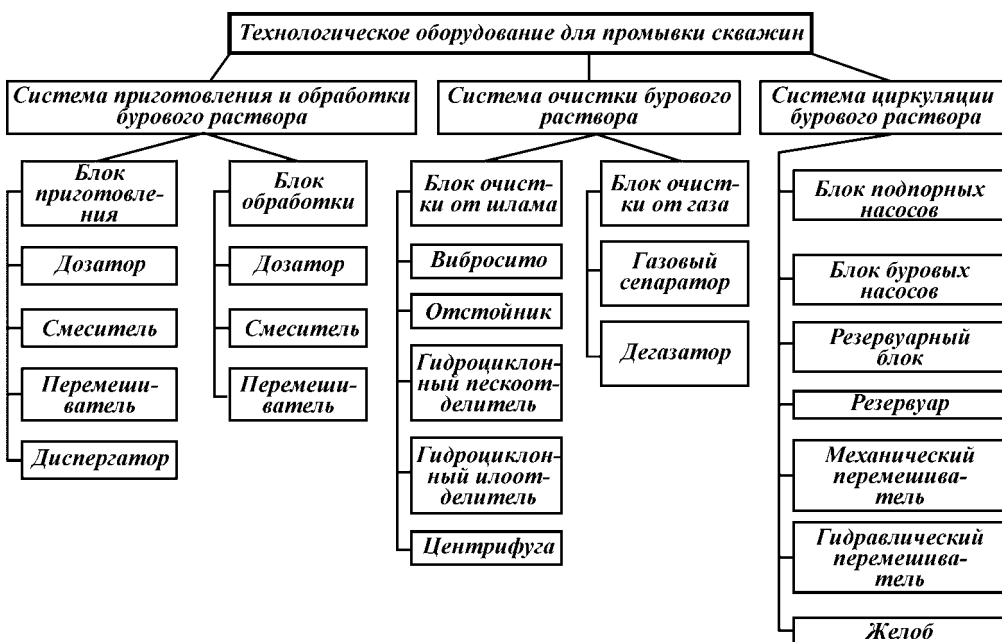 Технологическое оборудование для промывки скважин
Система приготовления и обработки
бурового раствора
Система очистки бурового
раствора
Система циркуляции
бурового раствора
Блок
приготовле-
ния
Дозатор
Смеситель
Перемеши-
ватель
Диспергатор
Блок
обработки
Дозатор
Смеситель
Перемеши-
ватель
Блок очист-
ки от шлама
Вибросито
Отстойник
Гидроциклон-
ный пескоот-
делитель
Гидроциклон-
ный илоот-
делитель
Центрифуга
Блок очист-
ки от газа
Газовый
сепаратор
Дегазатор
Блок подпорных
насосов
Блок буровых
насосов
Резервуарный
блок
Резервуар
Механический
перемешива-
тель
Гидравлический
перемешива-
тель
Желоб